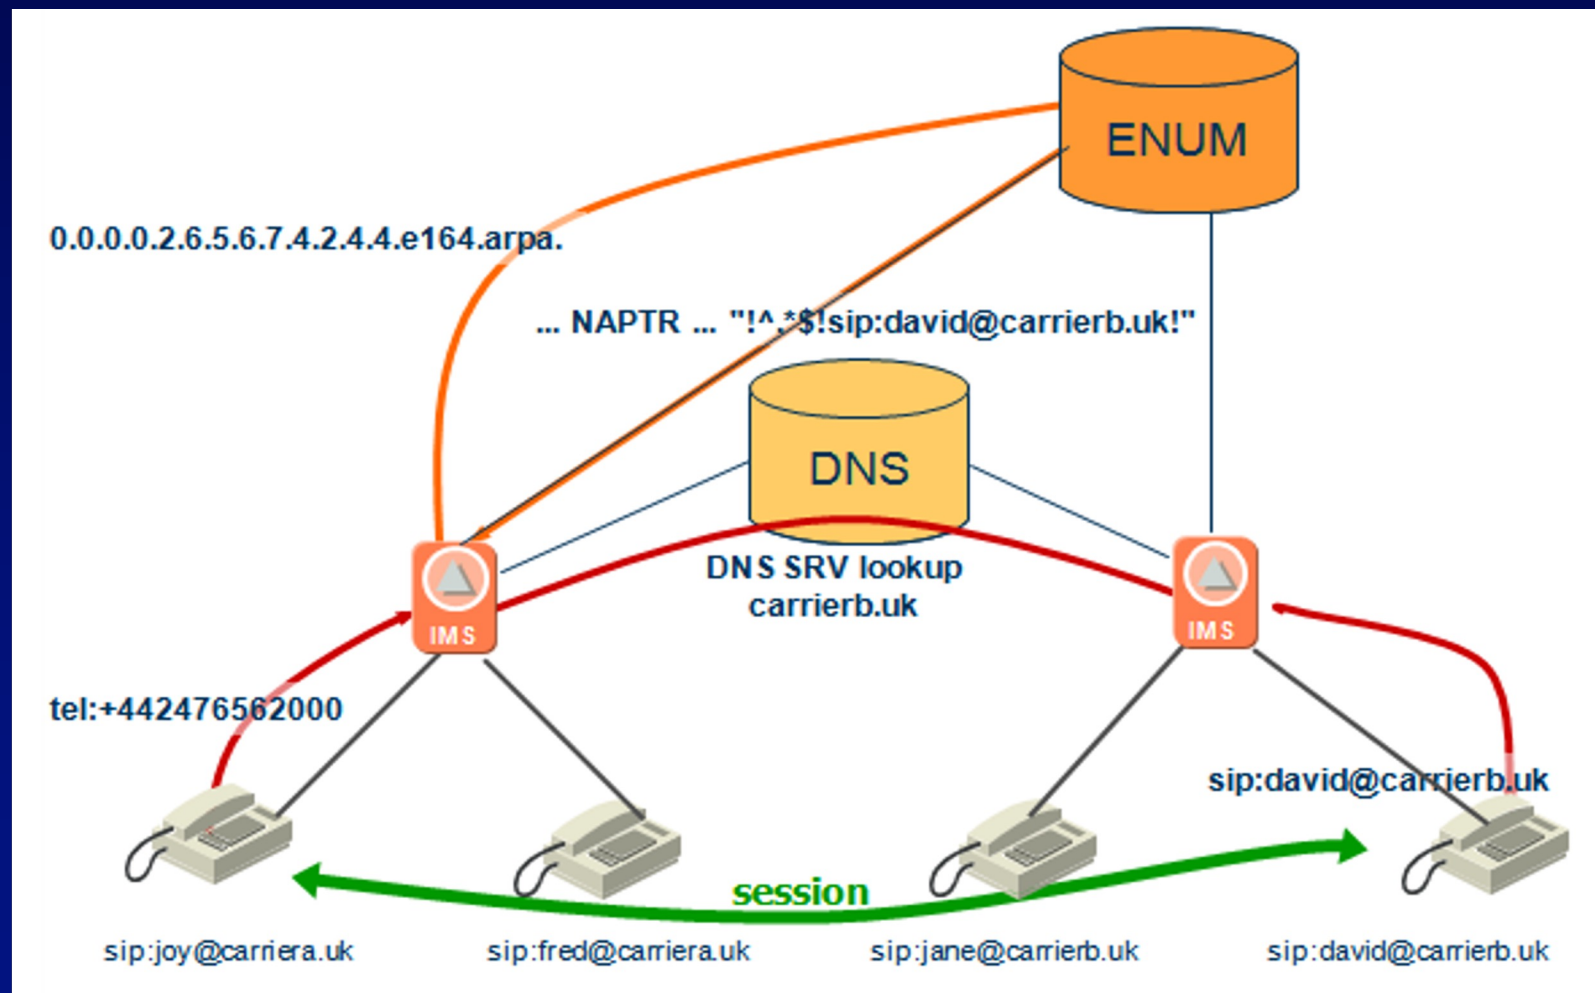 ENUM
0.0.0.0.2.6.5.6.7.4.2.4.4.e164.arpa.
... NAPTR ... "!^.*$!sip:david@carrierb.uk!"
DNS
DNS SRV lookup
carrierb.uk
IMS
IMS
tel:+442476562000
sip:david@carrierb.uk
session
sip:joy@carriera.uk
sip:fred@carriera.uk
sip:jane@carrierb.uk
sip:david@carrierb.uk